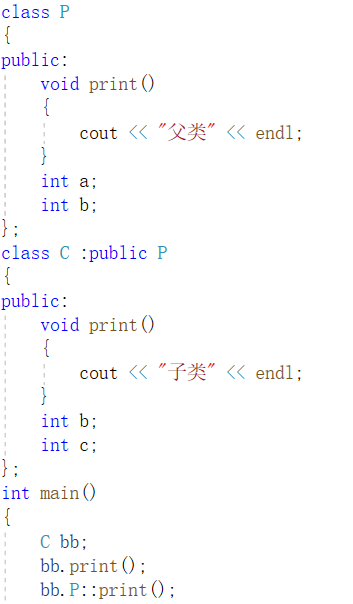 class P
{
public:
    void print()
    {
        cout << "父类" << endl;
    }
    int a;
    int b;
};
class C :public P
{
public:
    void print()
    {
        cout << "子类" << endl;
    }
    int b;
    int c;
};
int main()
{
    C bb;
    bb.print();
    bb.P::print();